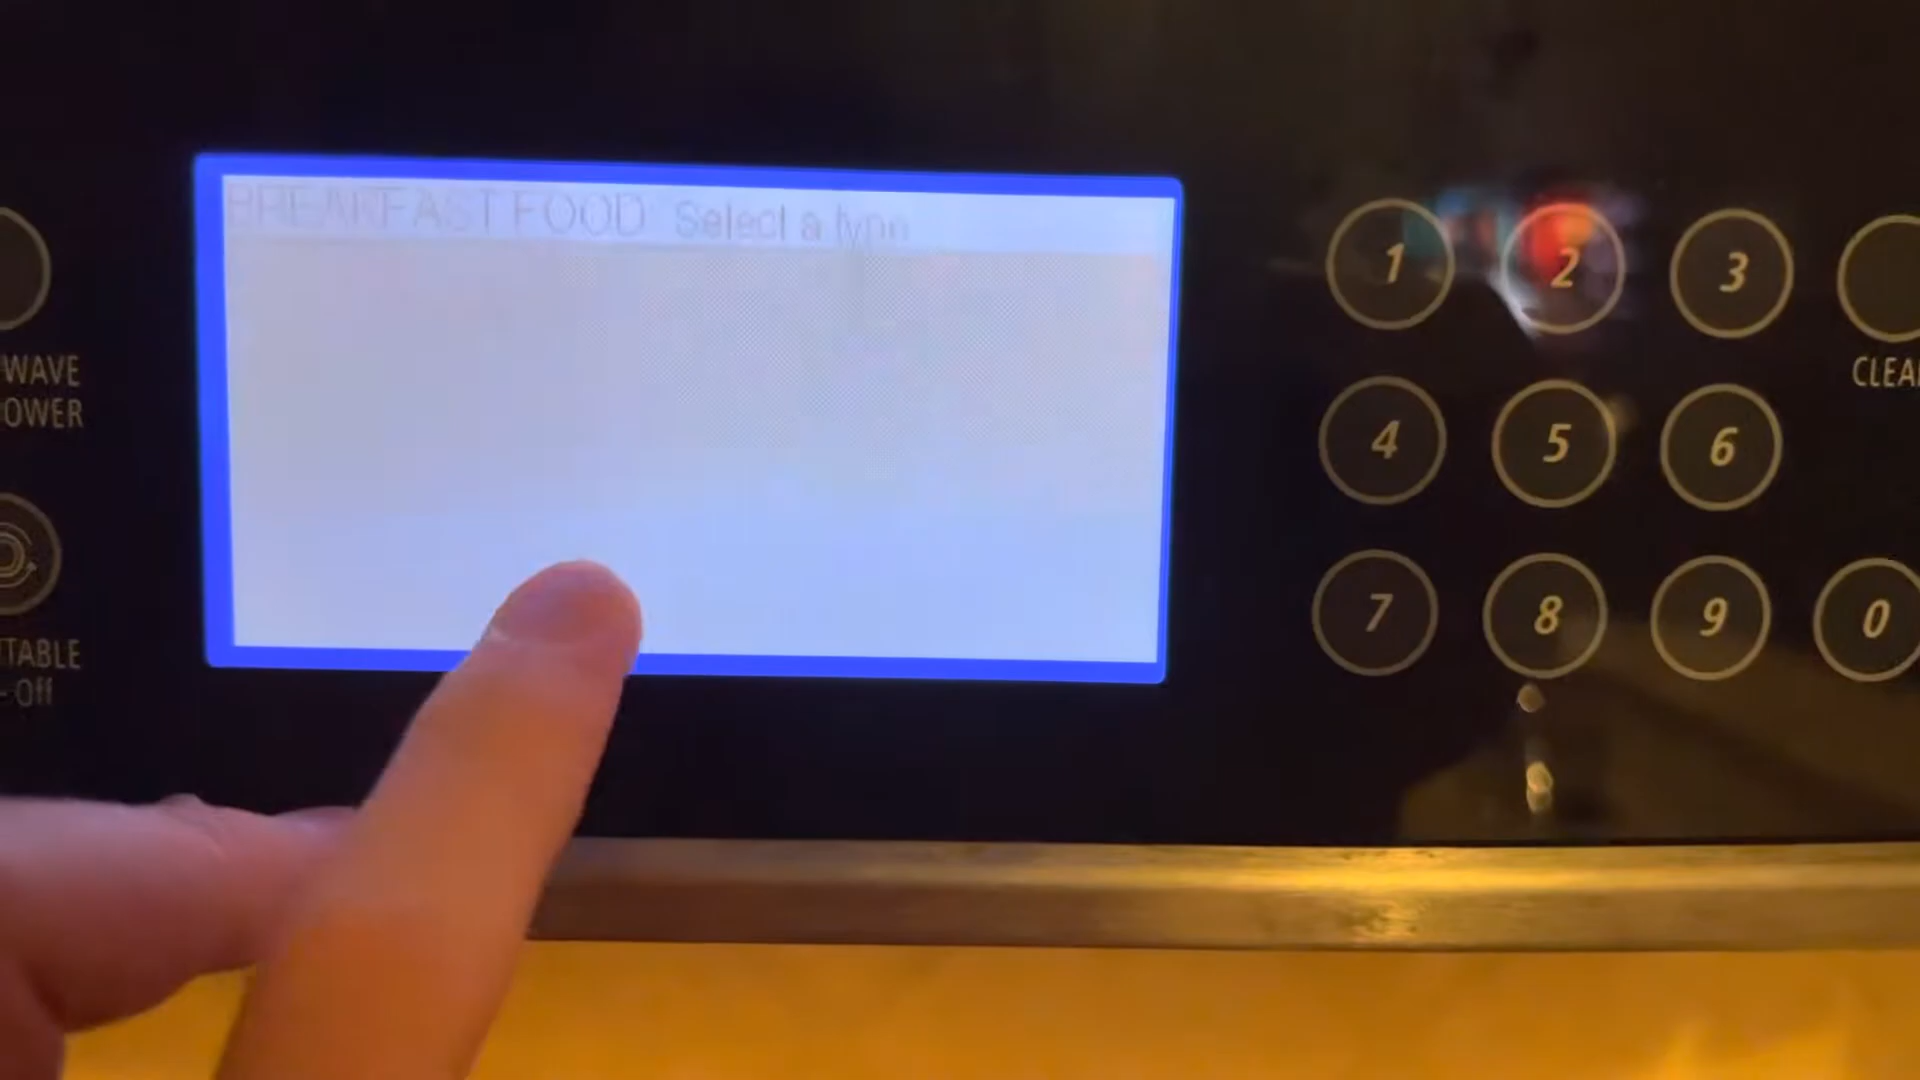 BREAKFAST FOOD Select a type
1 2 3
WAVE
OWER
CLEA
4 5 6
TABLE
- Off
7 8 9 0